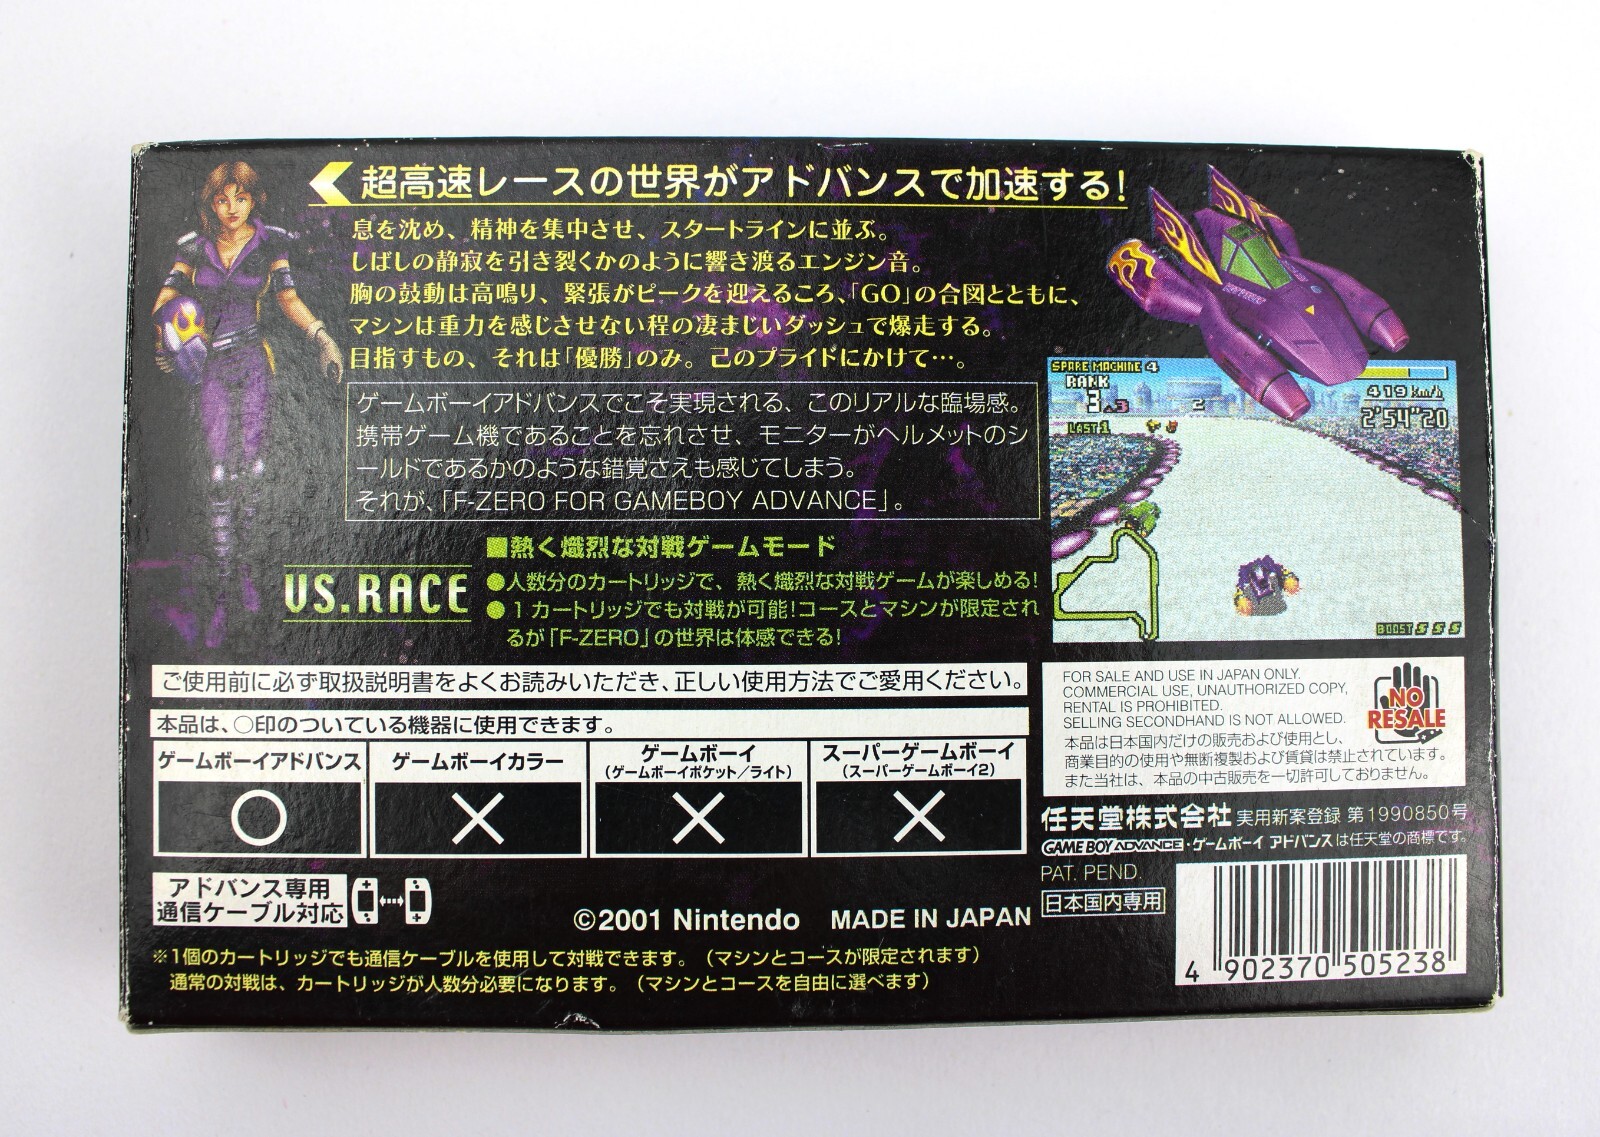 超高速レースの世界がアドバンスで加速する!
息を沈め、精神を集中させ、スタートラインに並ぶ。
しばしの静寂を引き裂くかのように響き渡るエンジン音。
胸の鼓動は高鳴り、緊張がピークを迎えるころ、「GO」の合図とともに、
マシンは重力を感じさせない程の凄まじいダッシュで爆走する。
目指すもの、それは「優勝」のみ。己のプライドにかけて…。
ゲームボーイアドバンスでこそ実現される、このリアルな臨場感。
携帯ゲーム機であることを忘れさせ、モニターがヘルメットのシ
ールドであるかのような錯覚さえも感じてしまう。
それが、「F-ZERO FOR GAMEBOY ADVANCE」。
SPARE MACHINE 4
RANK
3
3
2
LAST 1
419 km/h
2'54"20
BOOST S S S
■熱く熾烈な対戦ゲームモード
VS.RACE
●人数分のカートリッジで、熱く熾烈な対戦ゲームが楽しめる!
●1カートリッジでも対戦が可能!コースとマシンが限定され
るが「F-ZERO」の世界は体感できる!
ご使用前に必ず取扱説明書をよくお読みいただき、正しい使用方法でご愛用ください。
本品は、○印のついている機器に使用できます。
ゲームボーイアドバンス ゲームボーイカラー ゲームボーイ スーパーゲームボーイ
(ゲームボーイポケット/ライト) (スーパーゲームボーイ2)
○ × × ×
アドバンス専用
通信ケーブル対応
©2001 Nintendo MADE IN JAPAN
※1個のカートリッジでも通信ケーブルを使用して対戦できます。(マシンとコースが限定されます)
通常の対戦は、カートリッジが人数分必要になります。(マシンとコースを自由に選べます)
FOR SALE AND USE IN JAPAN ONLY.
COMMERCIAL USE, UNAUTHORIZED COPY,
RENTAL IS PROHIBITED.
SELLING SECONDHAND IS NOT ALLOWED.
NO
RESALE
本品は日本国内だけの販売および使用とし、
商業目的の使用や無断複製および賃貸は禁止されています。
また当社は、本品の中古販売を一切許可しておりません。
任天堂株式会社 実用新案登録 第1990850号
GAME BOY ADVANCE・ゲームボーイ アドバンスは任天堂の商標です。
PAT. PEND.
日本国内専用
4 902370 505238